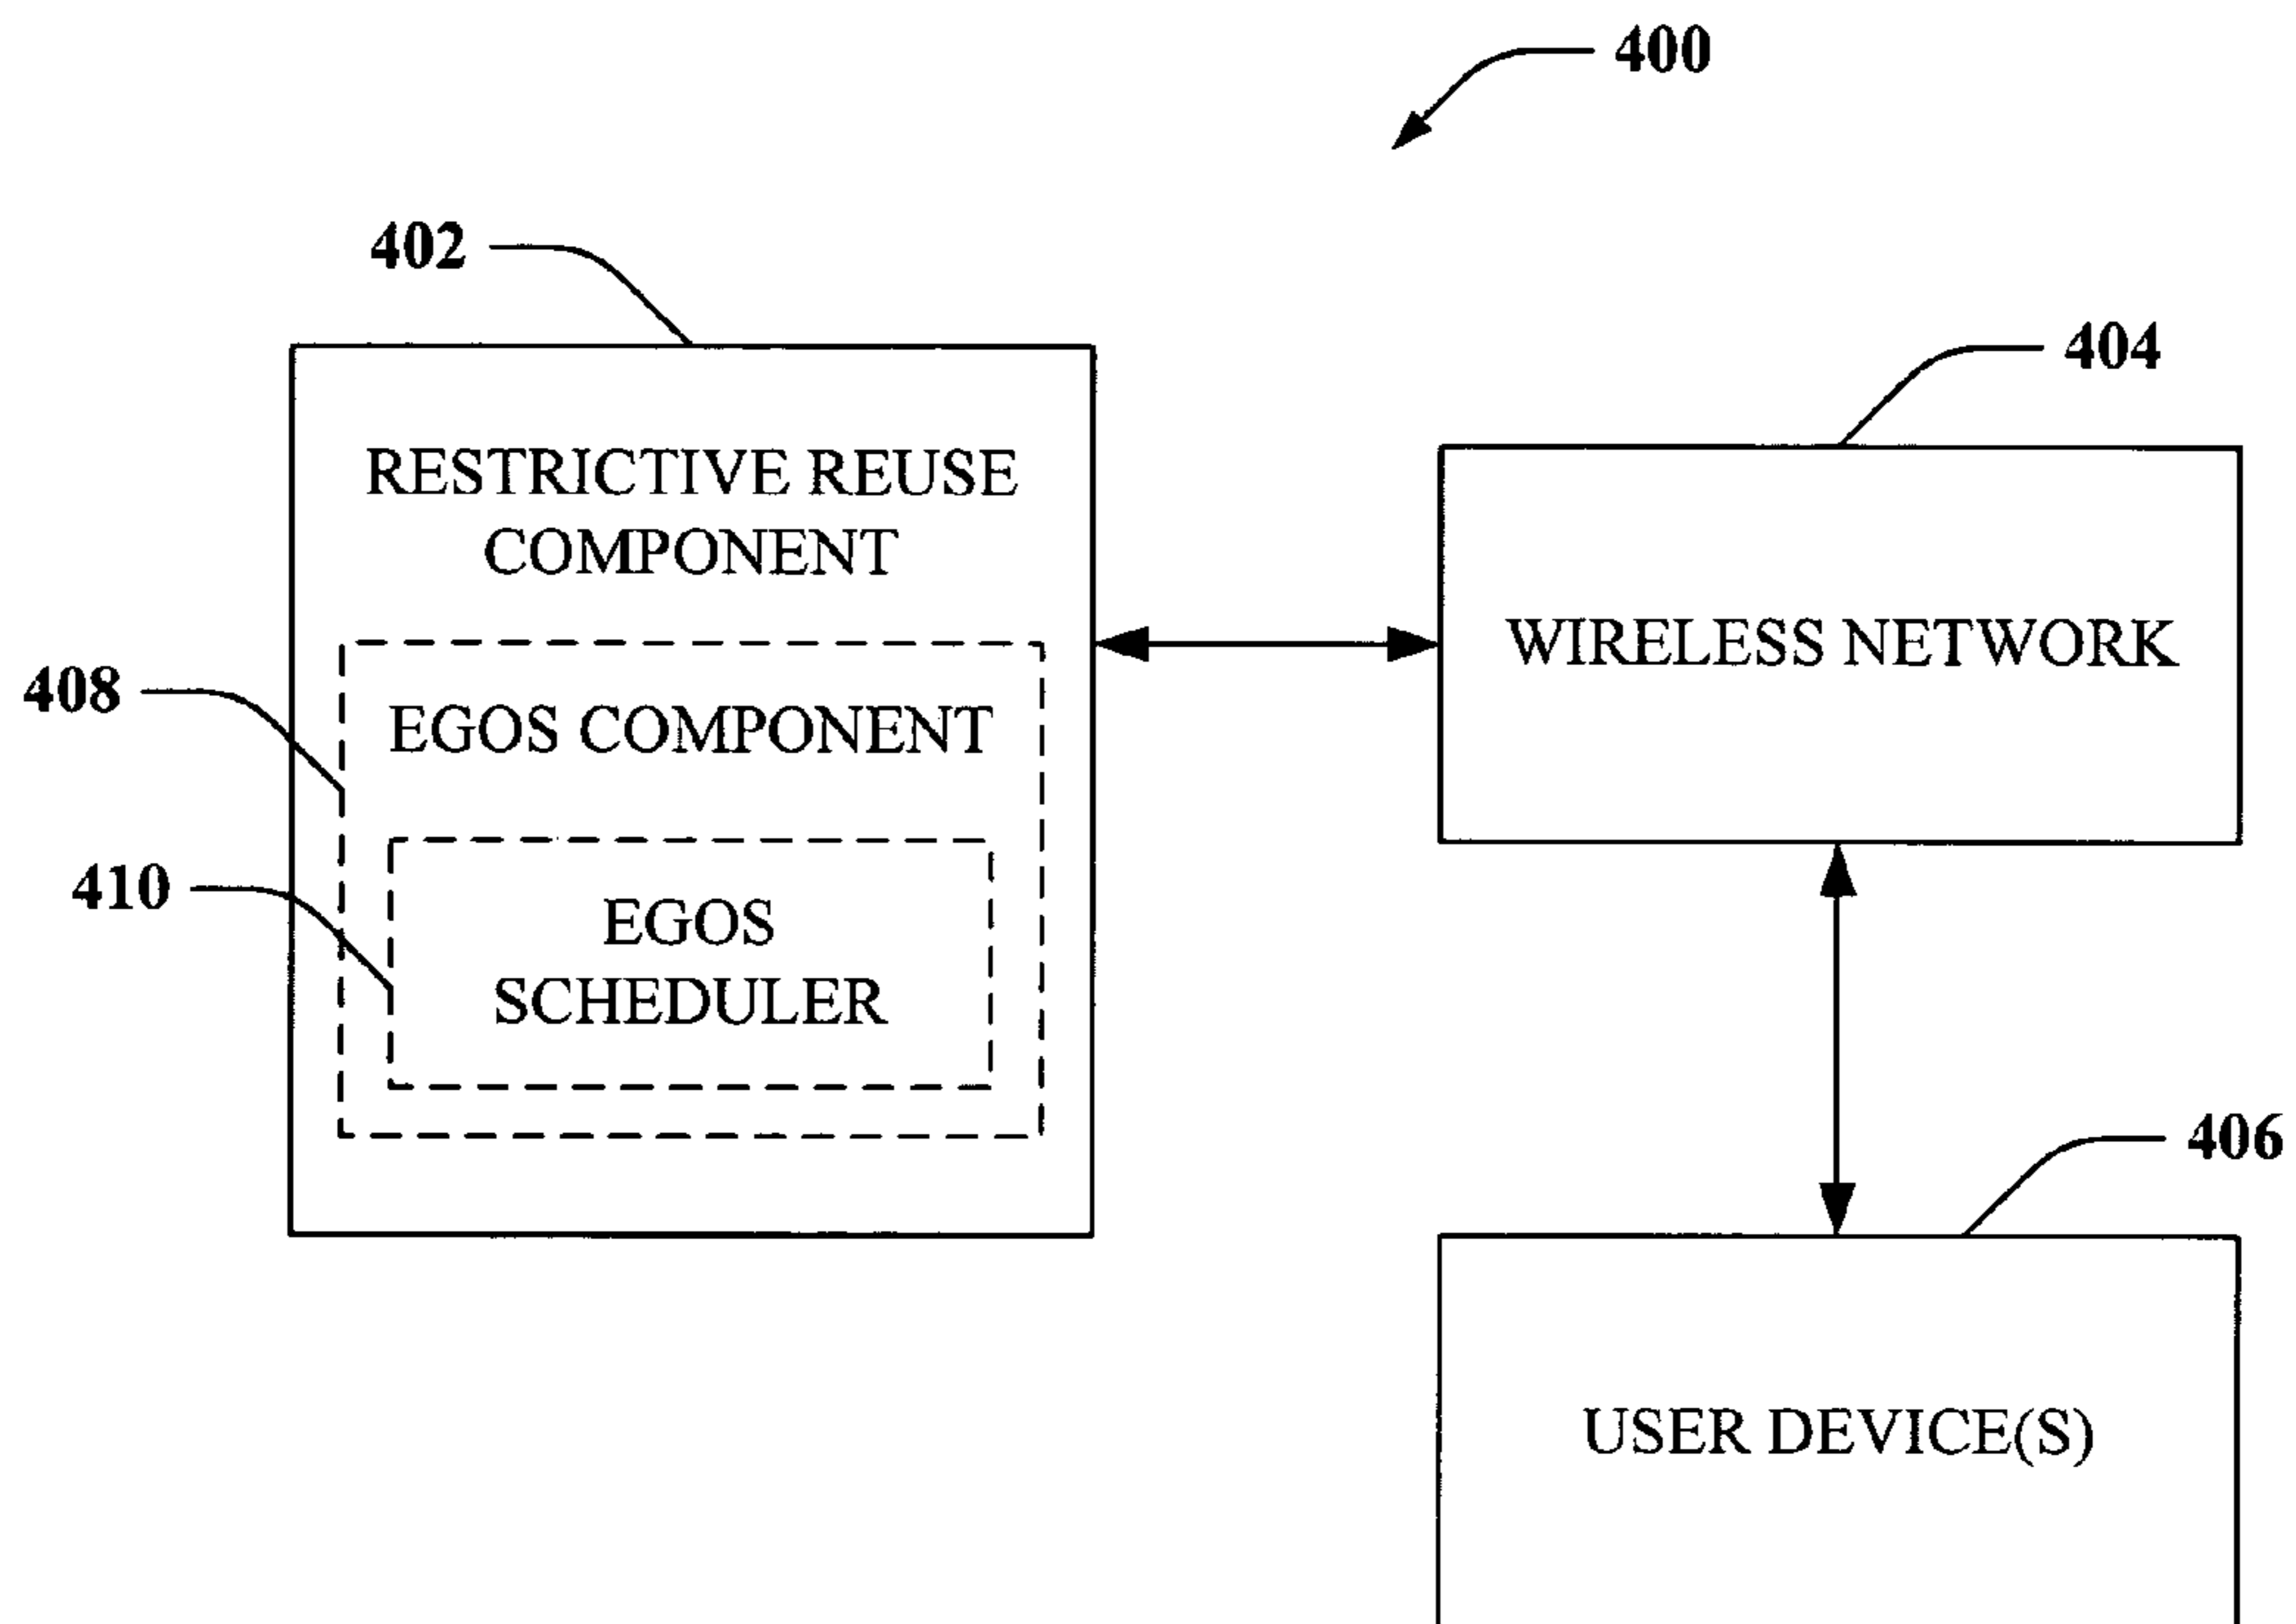 400
402
404
RESTRICTIVE REUSE
COMPONENT
WIRELESS NETWORK
408
EGOS COMPONENT
410
EGOS
SCHEDULER
406
USER DEVICE(S)